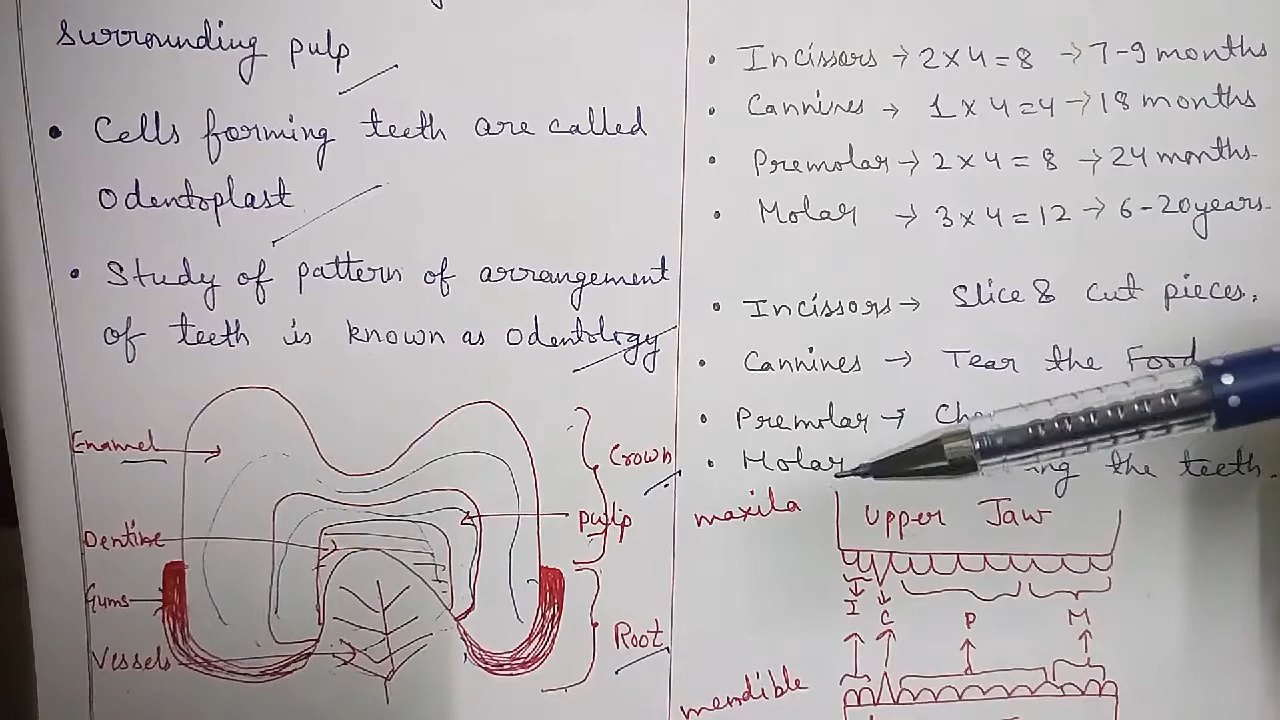 surrounding pulp
• Cells forming teeth are called
Odentoplast
• Study of pattern of arrangement
of teeth is known as Odentology
Enamel
Dentine
Gums
Vessels
Crown
Pulp
Root
• Incissors → 2 x 4 = 8 → 7-9 months
• Cannines → 1 x 4 = 4 → 18 months
• Premolar → 2 x 4 = 8 → 24 months.
• Molar → 3 x 4 = 12 → 6-20 years.
• Incissors → Slice & cut pieces.
• Cannines → Tear the Food
• Premolar →
• Molar the teeth.
maxila
Upper Jaw
I C P M
mendible